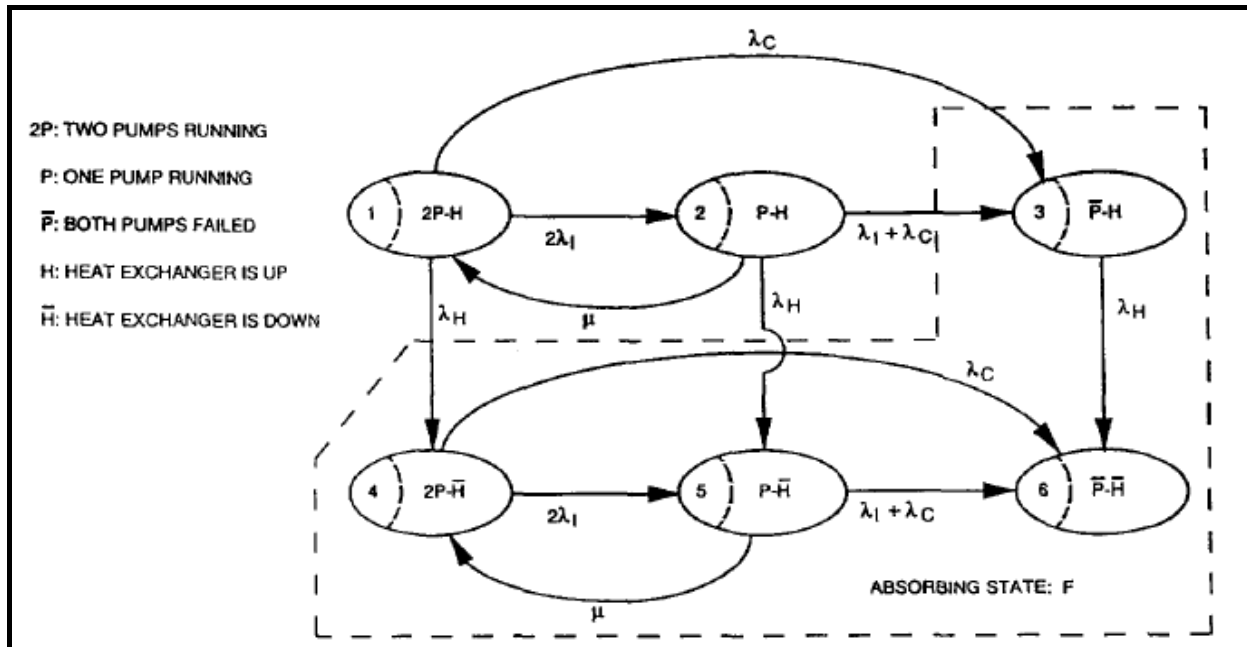 λC
2P: TWO PUMPS RUNNING
P: ONE PUMP RUNNING
P̅: BOTH PUMPS FAILED
H: HEAT EXCHANGER IS UP
H̅: HEAT EXCHANGER IS DOWN
1 2P-H
2λI
2 P-H
λI + λC
3 P̅-H
μ
λH
λH
λH
λC
4 2P-H̅
2λI
5 P-H̅
λI + λC
6 P̅-H̅
μ
ABSORBING STATE: F